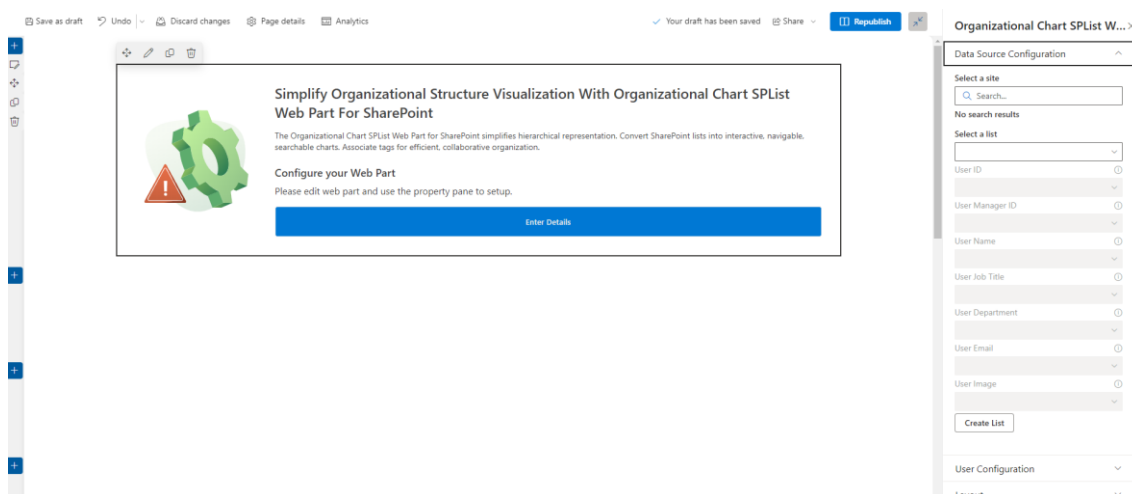 Save as draft Undo Discard changes Page details Analytics Your draft has been saved Share Republish
Simplify Organizational Structure Visualization With Organizational Chart SPList
Web Part For SharePoint
The Organizational Chart SPList Web Part for SharePoint simplifies hierarchical representation. Convert SharePoint lists into interactive, navigable,
searchable charts. Associate tags for efficient, collaborative organization.
Configure your Web Part
Please edit web part and use the property pane to setup.
Enter Details
Organizational Chart SPList W...
Data Source Configuration
Select a site
Search...
No search results
Select a list
User ID
User Manager ID
User Name
User Job Title
User Department
User Email
User Image
Create List
User Configuration